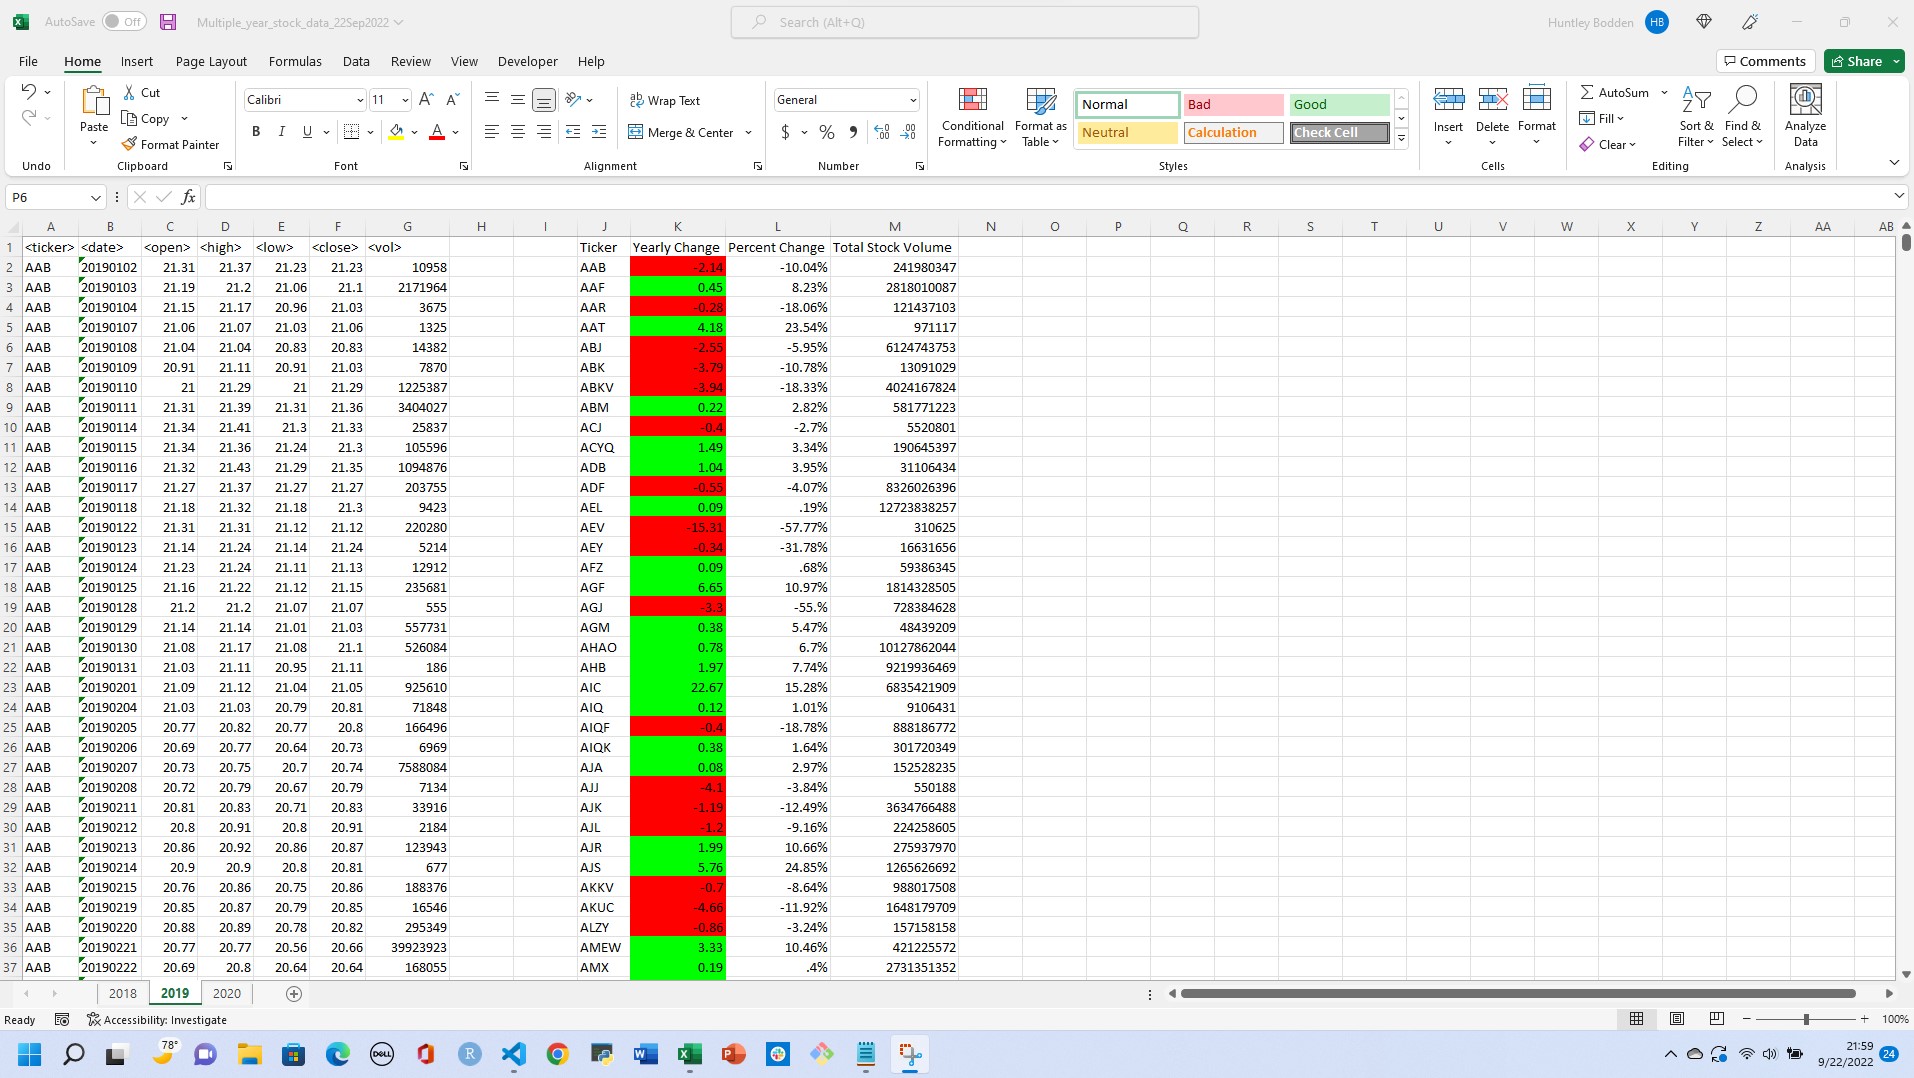 AutoSave Off Multiple_year_stock_data_22Sep2022 Search (Alt+Q) Huntley Bodden HB
File Home Insert Page Layout Formulas Data Review View Developer Help Comments Share
Paste Cut Copy Format Painter
Calibri 11 B I U
Wrap Text Merge & Center
General $ % 9
Conditional Formatting Format as Table
Normal Bad Good
Neutral Calculation Check Cell
Insert Delete Format
AutoSum Fill Clear
Sort & Filter Find & Select Analyze Data
Undo Clipboard Font Alignment Number Styles Cells Editing Analysis
P6 fx
A B C D E F G H I J K L M N O P Q R S T U V W X Y Z AA AB
1 <ticker> <date> <open> <high> <low> <close> <vol> Ticker Yearly Change Percent Change Total Stock Volume
2 AAB 20190102 21.31 21.37 21.23 21.23 10958 AAB -2.14 -10.04% 241980347
3 AAB 20190103 21.19 21.2 21.06 21.1 2171964 AAF 0.45 8.23% 2818010087
4 AAB 20190104 21.15 21.17 20.96 21.03 3675 AAR -0.28 -18.06% 121437103
5 AAB 20190107 21.06 21.07 21.03 21.06 1325 AAT 4.18 23.54% 971117
6 AAB 20190108 21.04 21.04 20.83 20.83 14382 ABJ -2.55 -5.95% 6124743753
7 AAB 20190109 20.91 21.11 20.91 21.03 7870 ABK -3.79 -10.78% 13091029
8 AAB 20190110 21 21.29 21 21.29 1225387 ABKV -3.94 -18.33% 4024167824
9 AAB 20190111 21.31 21.39 21.31 21.36 3404027 ABM 0.22 2.82% 581771223
10 AAB 20190114 21.34 21.41 21.3 21.33 25837 ACJ -0.4 -2.7% 5520801
11 AAB 20190115 21.34 21.36 21.24 21.3 105596 ACYQ 1.49 3.34% 190645397
12 AAB 20190116 21.32 21.43 21.29 21.35 1094876 ADB 1.04 3.95% 31106434
13 AAB 20190117 21.27 21.37 21.27 21.27 203755 ADF -0.55 -4.07% 8326026396
14 AAB 20190118 21.18 21.32 21.18 21.3 9423 AEL 0.09 .19% 12723838257
15 AAB 20190122 21.31 21.31 21.12 21.12 220280 AEV -15.31 -57.77% 310625
16 AAB 20190123 21.14 21.24 21.14 21.24 5214 AEY -0.34 -31.78% 16631656
17 AAB 20190124 21.23 21.24 21.11 21.13 12912 AFZ 0.09 .68% 59386345
18 AAB 20190125 21.16 21.22 21.12 21.15 235681 AGF 6.65 10.97% 1814328505
19 AAB 20190128 21.2 21.2 21.07 21.07 555 AGJ -3.3 -55.% 728384628
20 AAB 20190129 21.14 21.14 21.01 21.03 557731 AGM 0.38 5.47% 48439209
21 AAB 20190130 21.08 21.17 21.08 21.1 526084 AHAO 0.78 6.7% 10127862044
22 AAB 20190131 21.03 21.11 20.95 21.11 186 AHB 1.97 7.74% 9219936469
23 AAB 20190201 21.09 21.12 21.04 21.05 925610 AIC 22.67 15.28% 6835421909
24 AAB 20190204 21.03 21.03 20.79 20.81 71848 AIQ 0.12 1.01% 9106431
25 AAB 20190205 20.77 20.82 20.77 20.8 166496 AIQF -0.4 -18.78% 888186772
26 AAB 20190206 20.69 20.77 20.64 20.73 6969 AIQK 0.38 1.64% 301720349
27 AAB 20190207 20.73 20.75 20.7 20.74 7588084 AJA 0.08 2.97% 152528235
28 AAB 20190208 20.72 20.79 20.67 20.79 7134 AJJ -4.1 -3.84% 550188
29 AAB 20190211 20.81 20.83 20.71 20.83 33916 AJK -1.19 -12.49% 3634766488
30 AAB 20190212 20.8 20.91 20.8 20.91 2184 AJL -1.2 -9.16% 224258605
31 AAB 20190213 20.86 20.92 20.86 20.87 123943 AJR 1.99 10.66% 275937970
32 AAB 20190214 20.9 20.9 20.8 20.81 677 AJS 5.76 24.85% 1265626692
33 AAB 20190215 20.76 20.86 20.75 20.86 188376 AKKV -0.7 -8.64% 988017508
34 AAB 20190219 20.85 20.87 20.79 20.85 16546 AKUC -4.66 -11.92% 1648179709
35 AAB 20190220 20.88 20.89 20.78 20.82 295349 ALZY -0.86 -3.24% 157158158
36 AAB 20190221 20.77 20.77 20.56 20.66 39923923 AMEW 3.33 10.46% 421225572
37 AAB 20190222 20.69 20.8 20.64 20.64 168055 AMX 0.19 .4% 2731351352
2018 2019 2020
Ready Accessibility: Investigate 100%
78° DELL R 21:59
9/22/2022 24